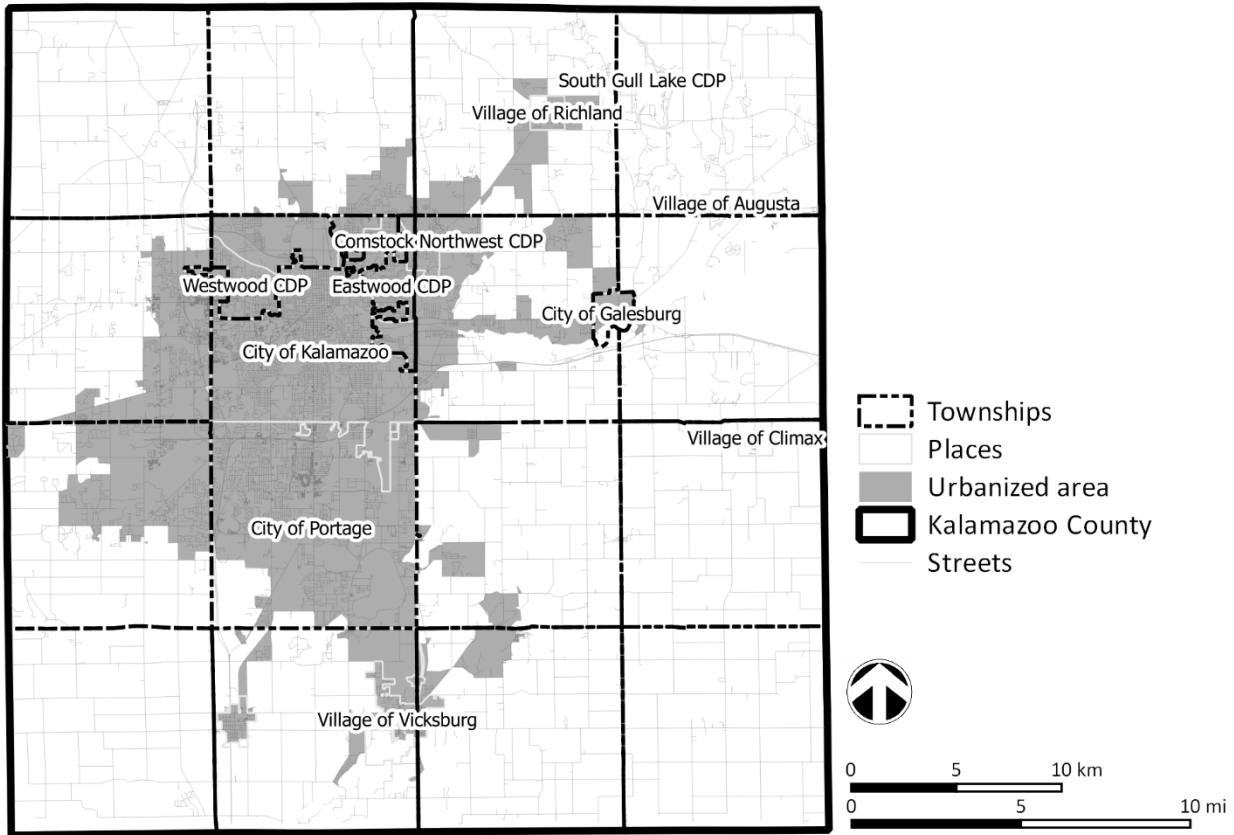 South Gull Lake CDP
Village of Richland
Village of Augusta
Comstock Northwest CDP
Westwood CDP
Eastwood CDP
City of Galesburg
City of Kalamazoo
Village of Climax
City of Portage
Village of Vicksburg
Townships
Places
Urbanized area
Kalamazoo County
Streets
0 5 10 km
0 5 10 mi